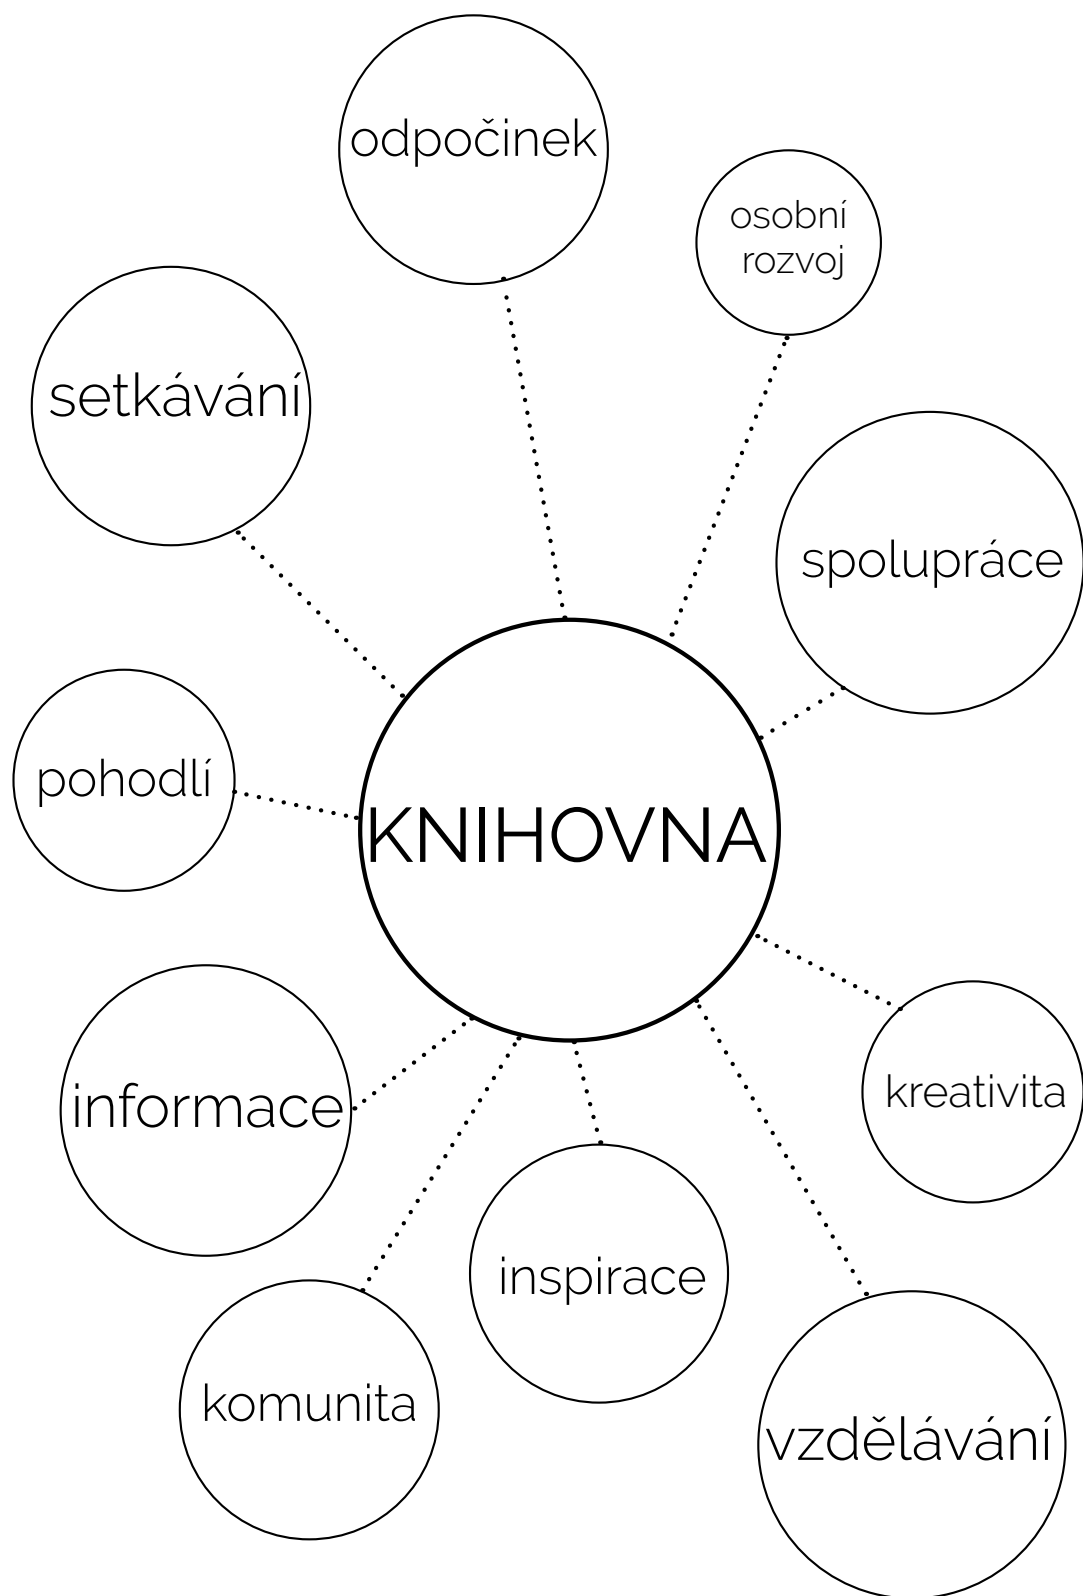 odpočinek
osobní
rozvoj
setkávání
spolupráce
pohodlí
KNIHOVNA
informace
kreativita
inspirace
komunita
vzdělávání